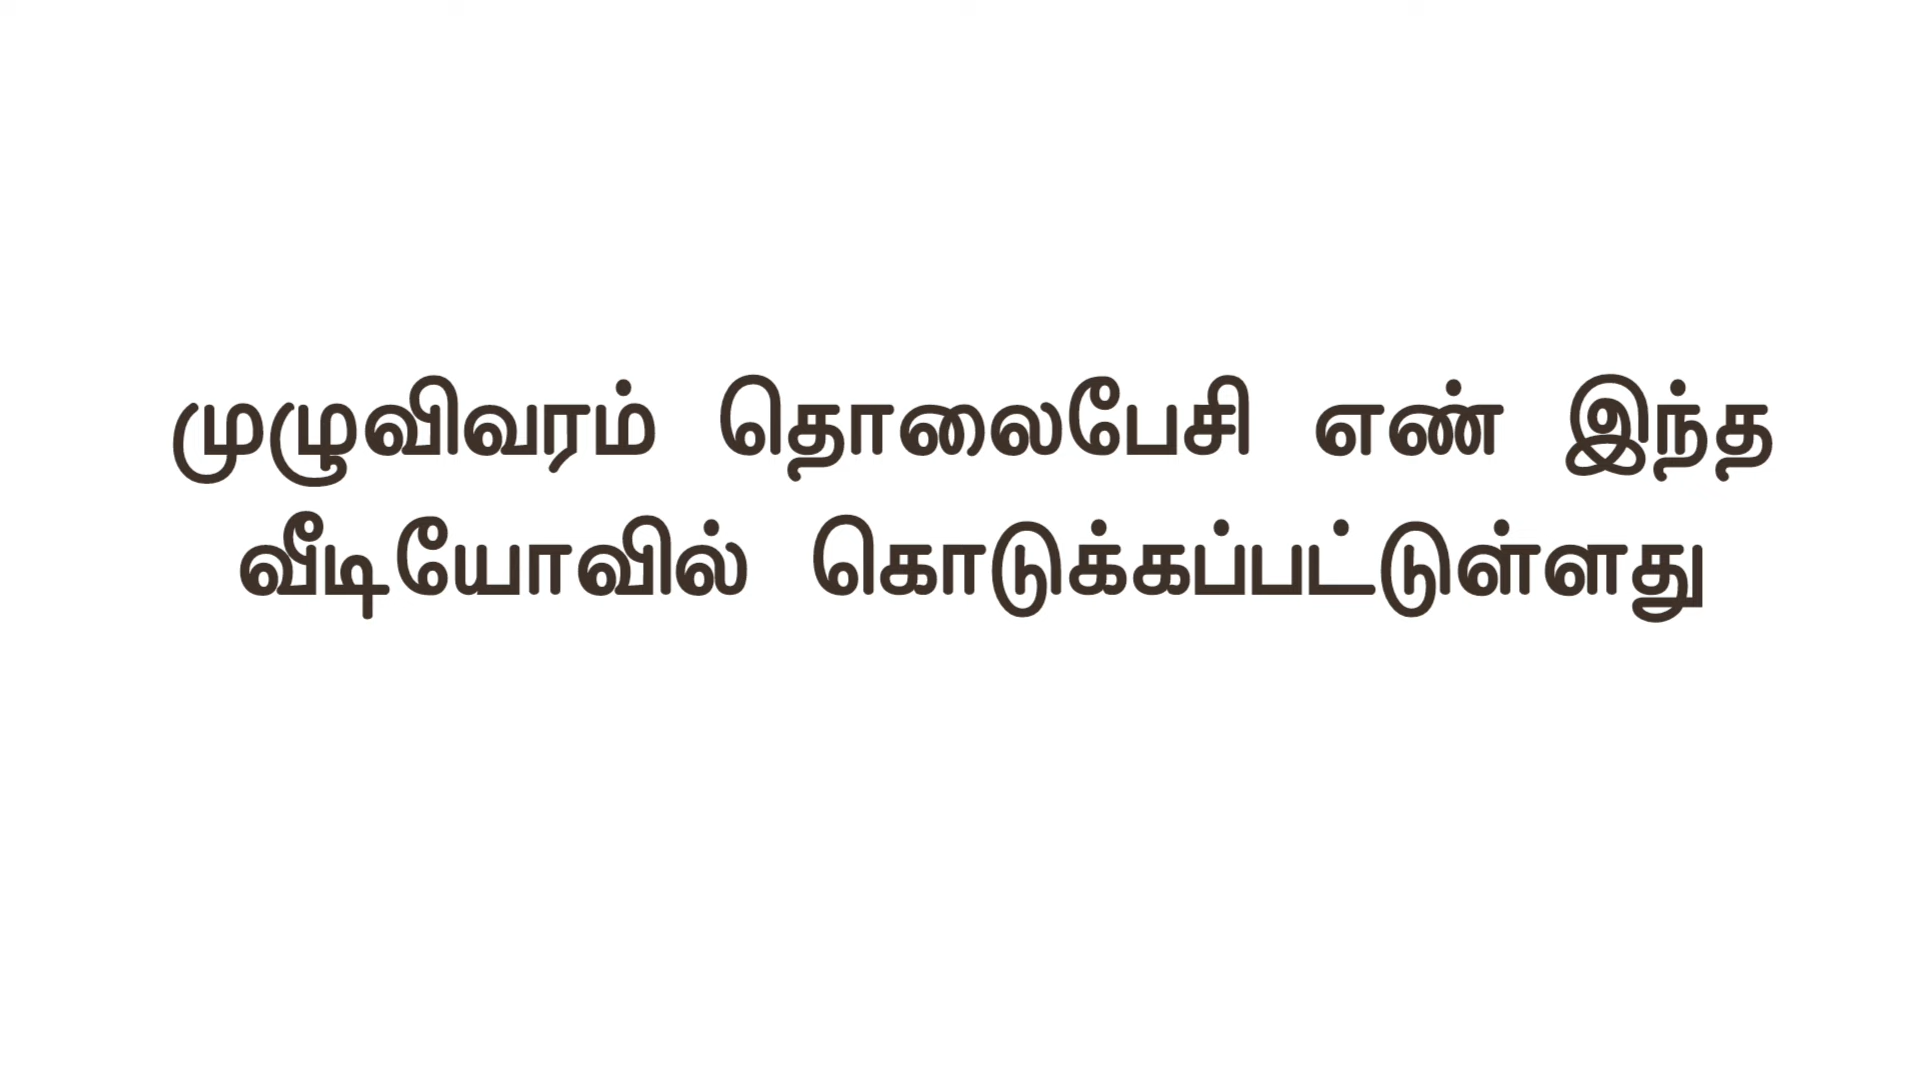 முழுவிவரம் தொலைபேசி எண் இந்த
வீடியோவில் கொடுக்கப்பட்டுள்ளது